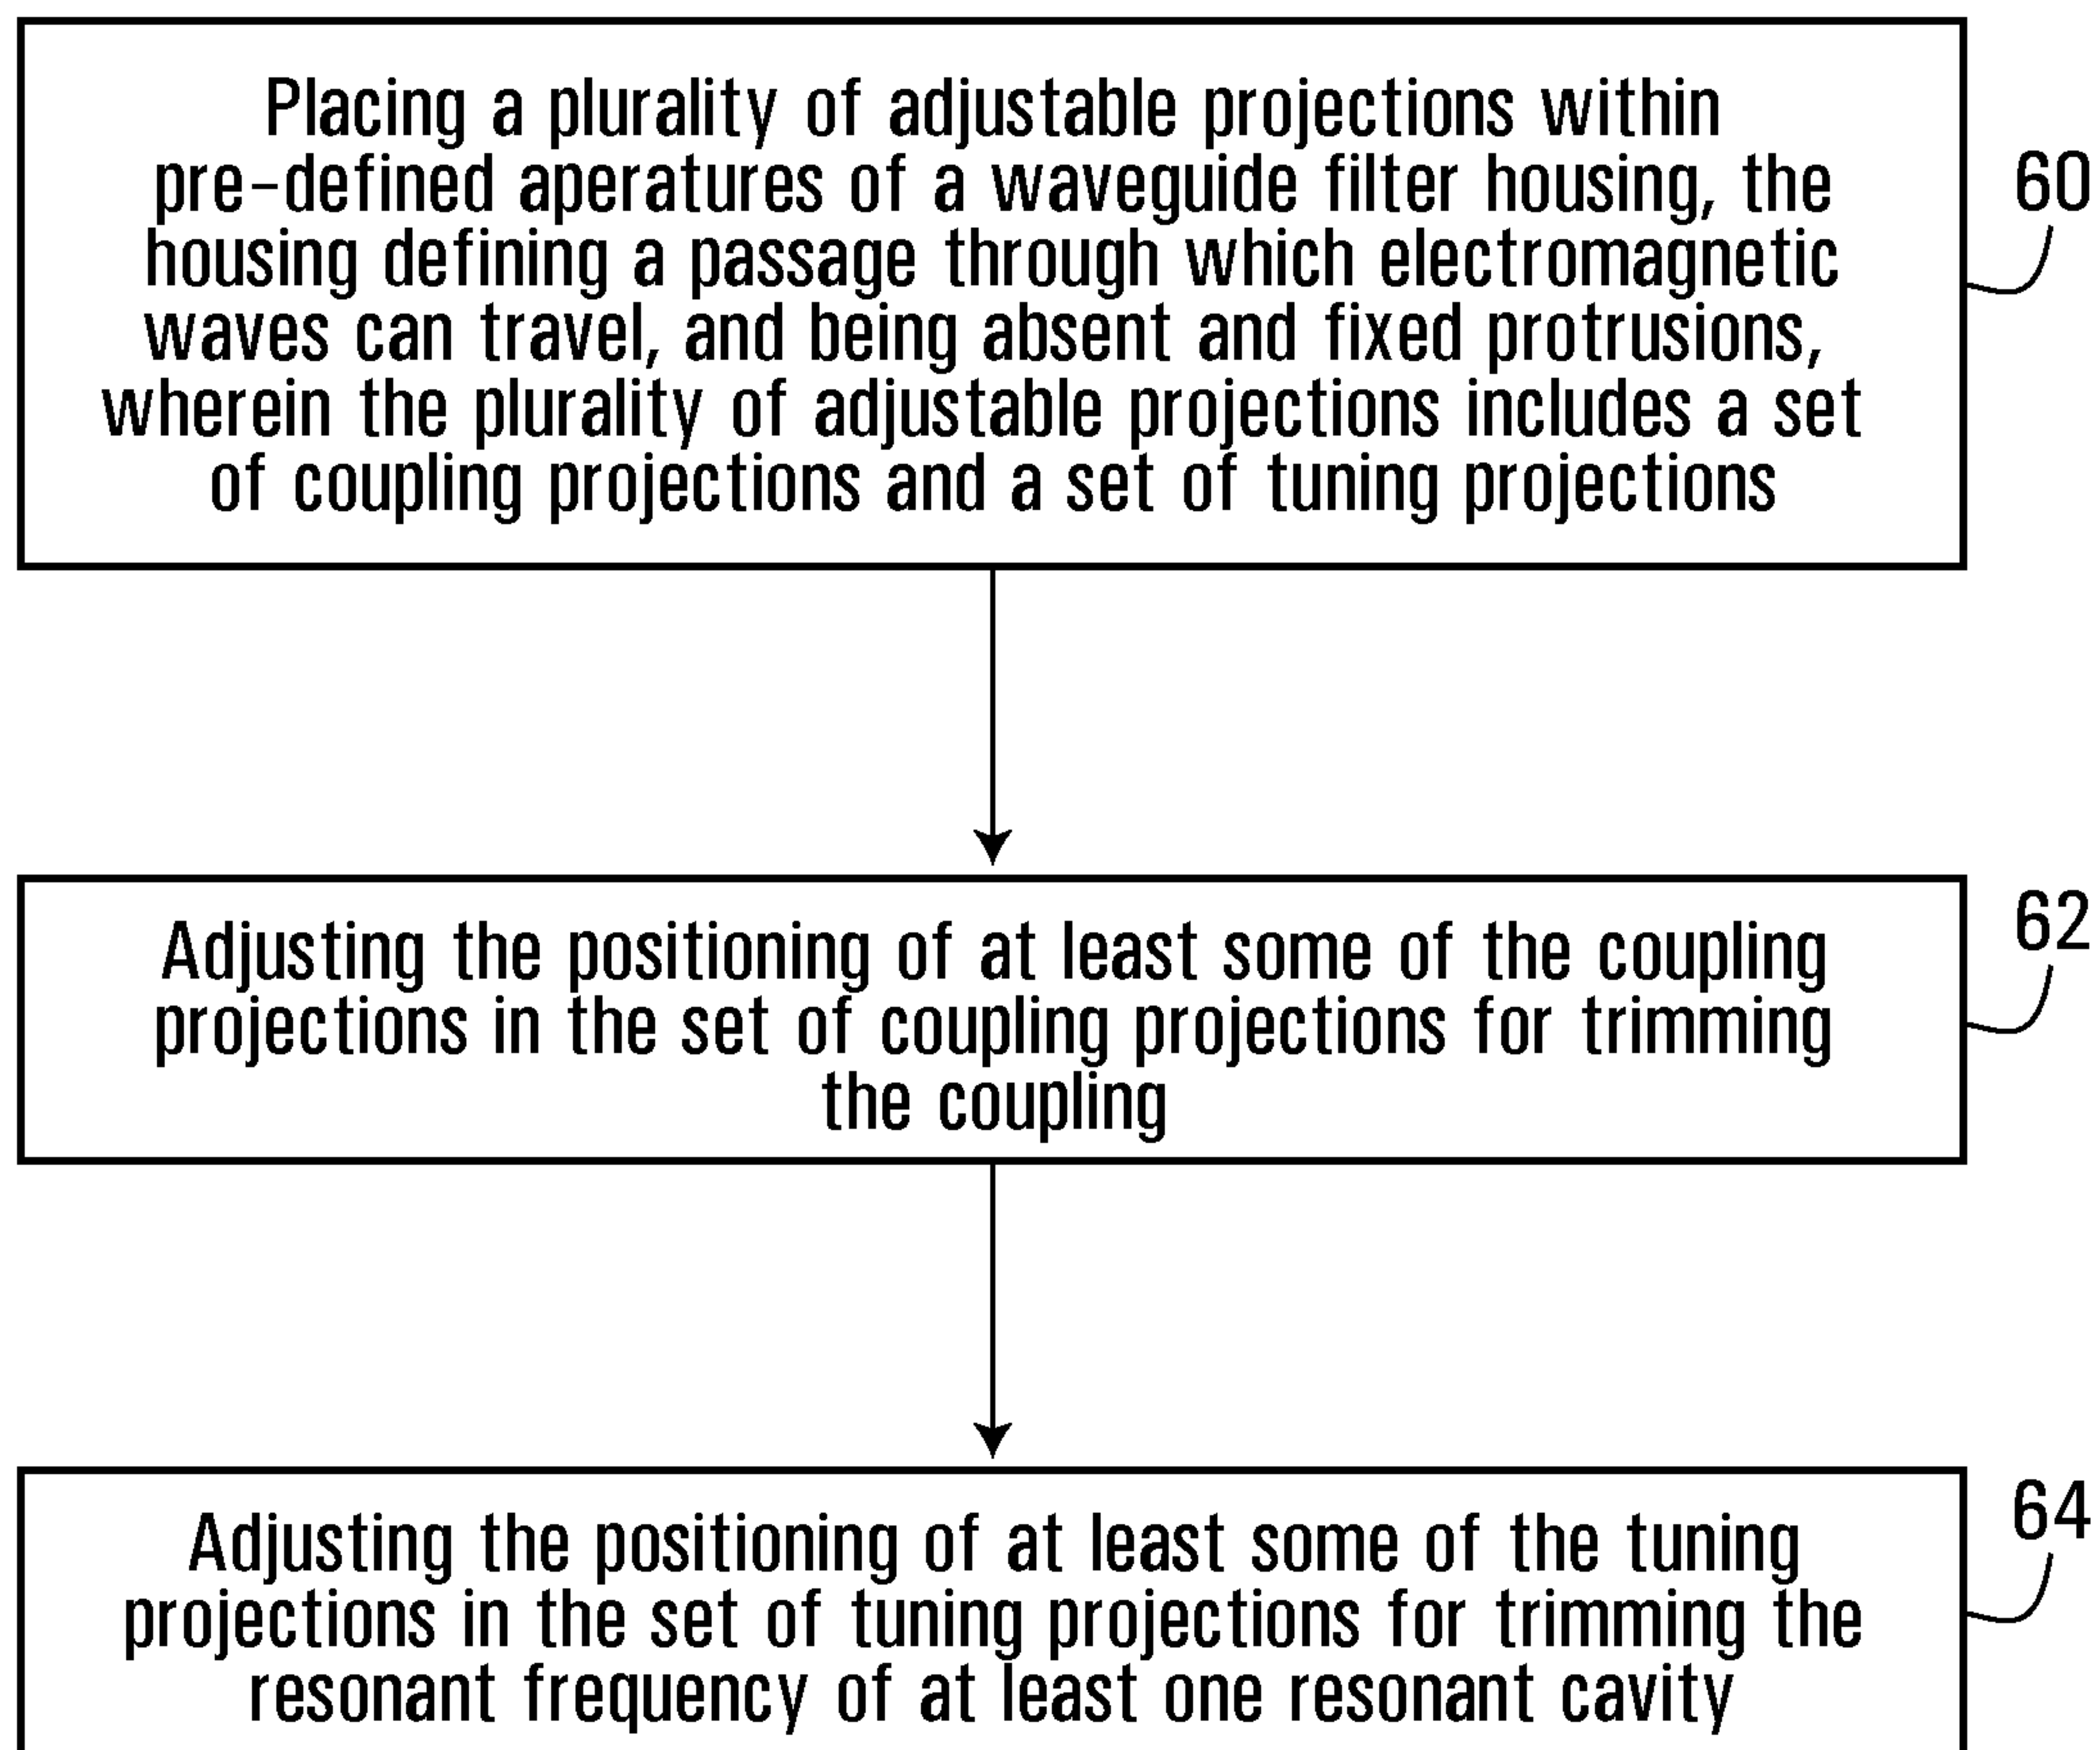 Placing a plurality of adjustable projections within
pre-defined aperatures of a waveguide filter housing, the
housing defining a passage through which electromagnetic
waves can travel, and being absent and fixed protrusions,
wherein the plurality of adjustable projections includes a set
of coupling projections and a set of tuning projections
60
Adjusting the positioning of at least some of the coupling
projections in the set of coupling projections for trimming
the coupling
62
Adjusting the positioning of at least some of the tuning
projections in the set of tuning projections for trimming the
resonant frequency of at least one resonant cavity
64